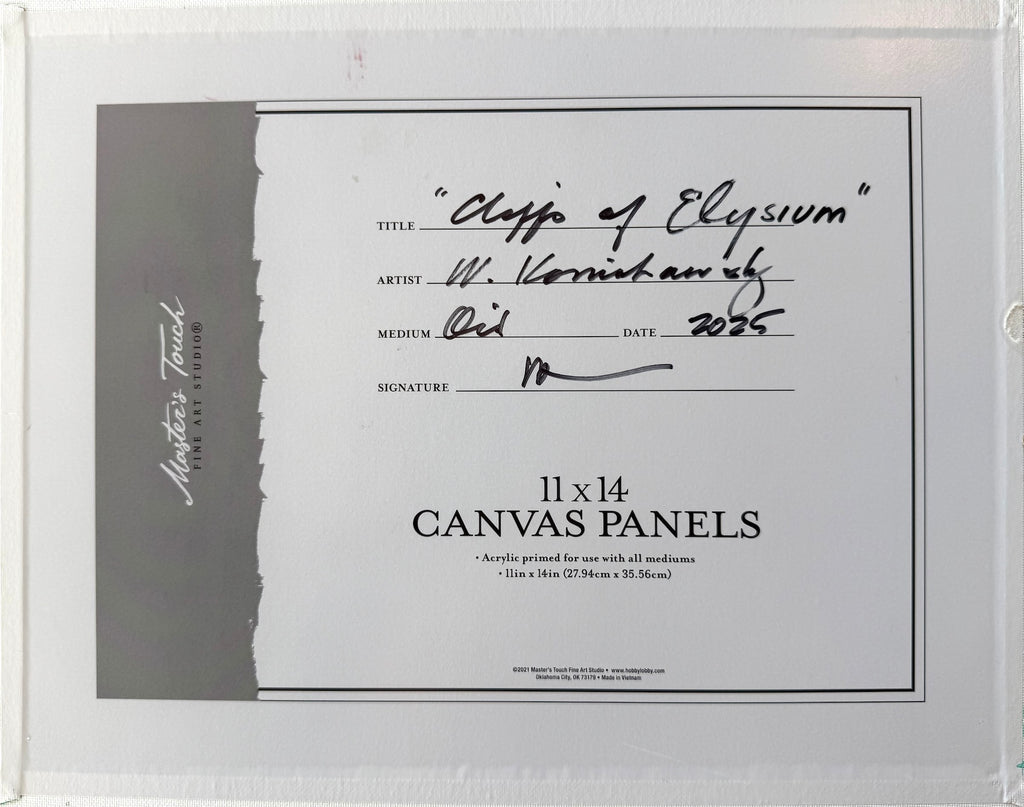 TITLE "Cliffs of Elysium"
ARTIST W.
MEDIUM Oil DATE 2025
SIGNATURE
Master's Touch
FINE ART STUDIO®
11 x 14
CANVAS PANELS
• Acrylic primed for use with all mediums
• 11in x 14in (27.94cm x 35.56cm)
©2021 Master's Touch Fine Art Studio • www.hobbylobby.com
Oklahoma City, OK 73179 • Made in Vietnam